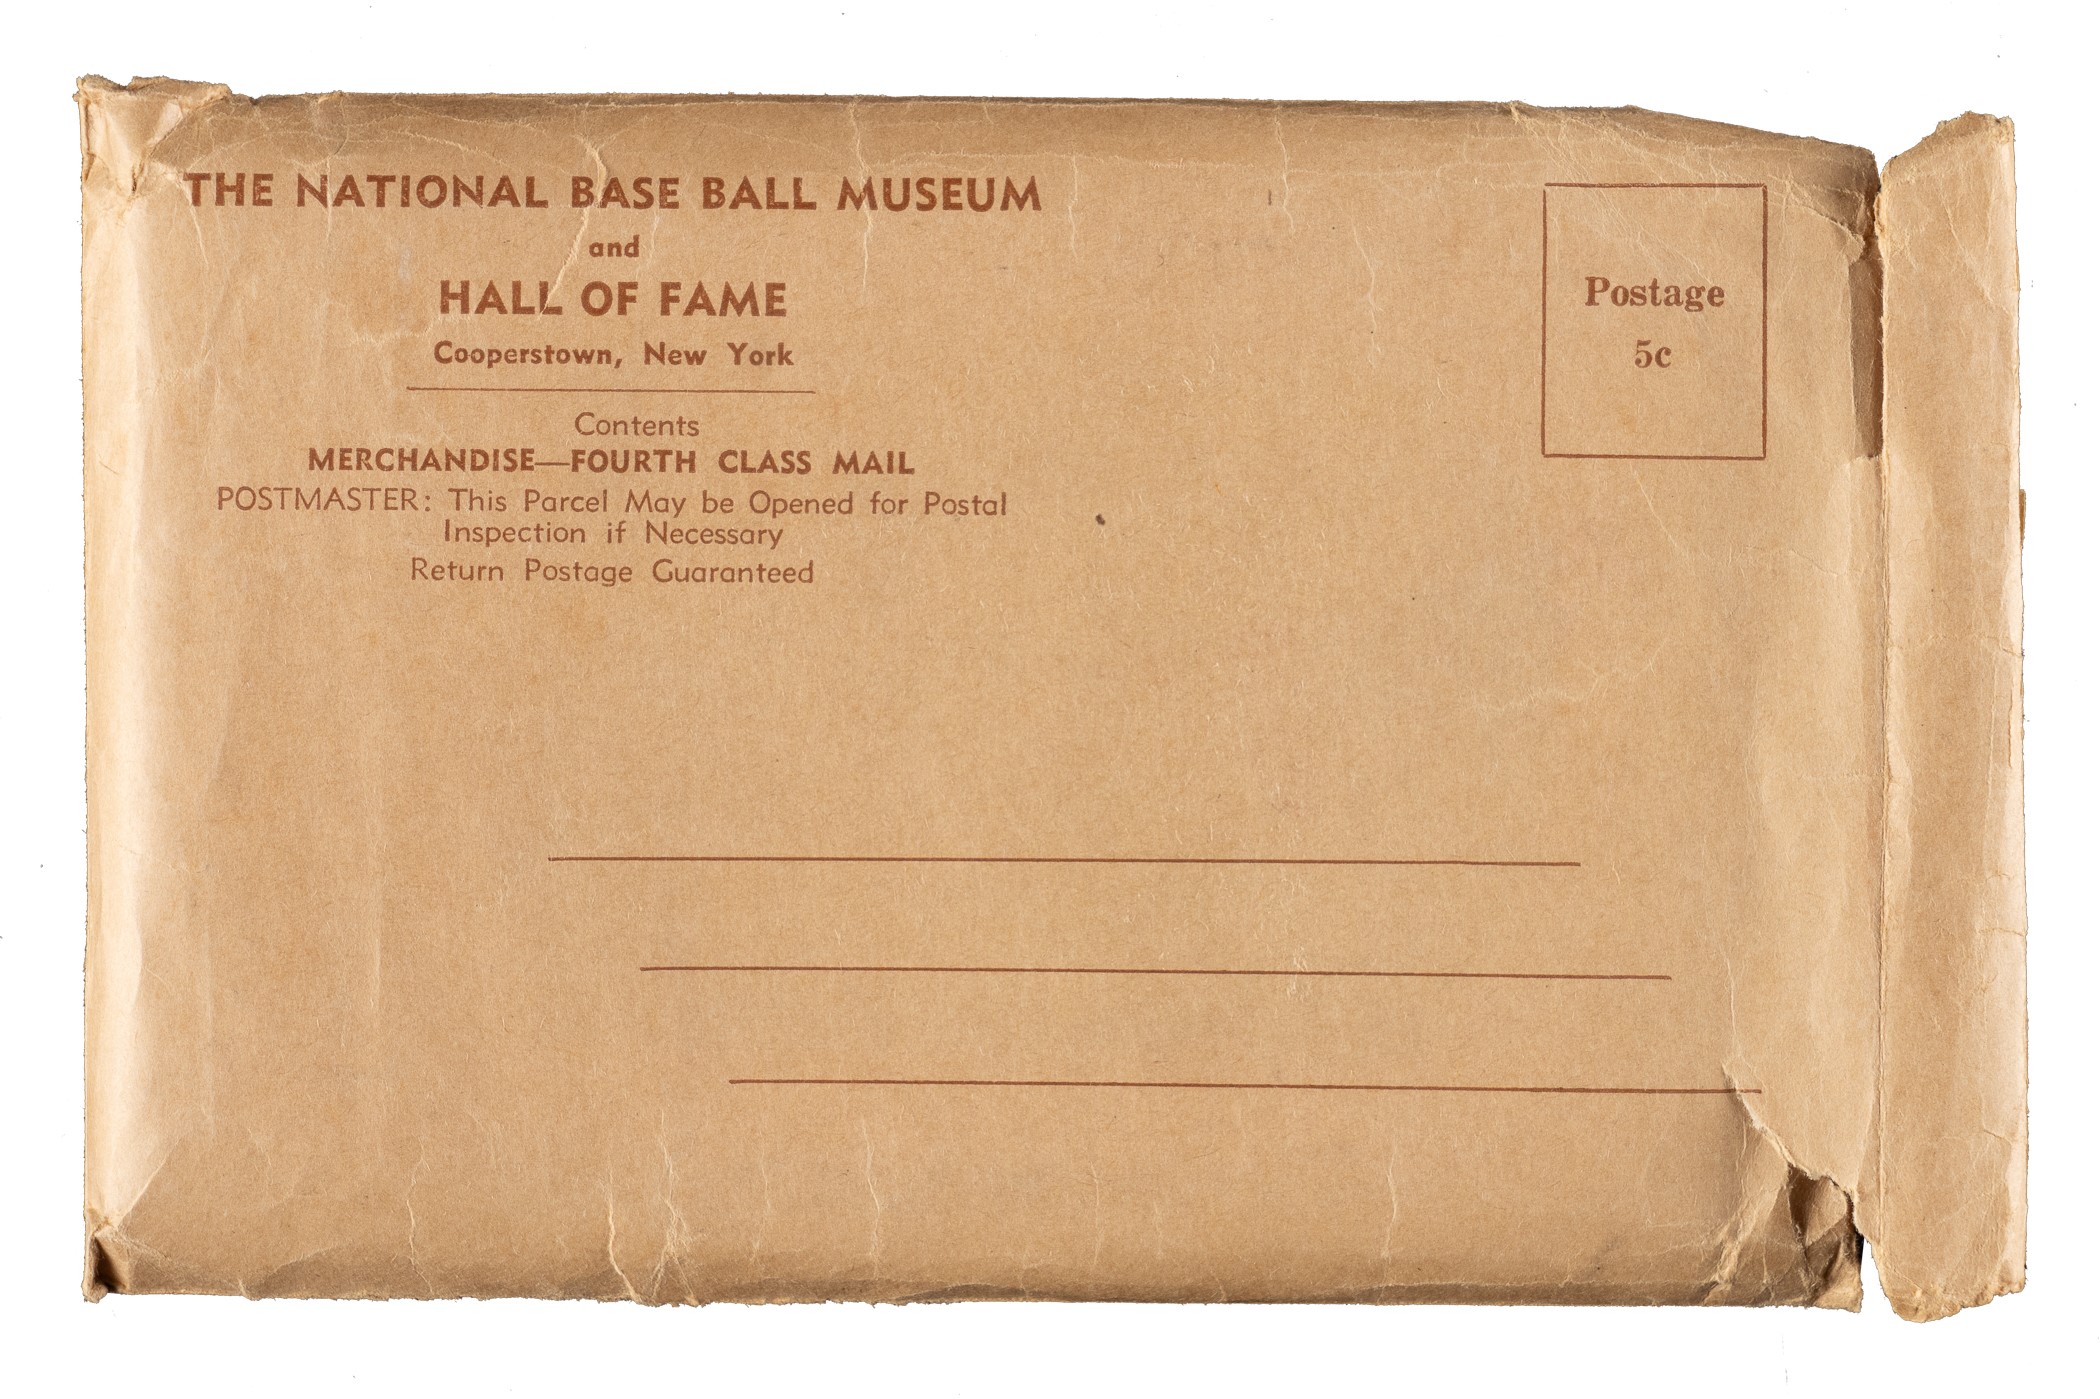 THE NATIONAL BASE BALL MUSEUM
and
HALL OF FAME
Cooperstown, New York
Contents
MERCHANDISE—FOURTH CLASS MAIL
POSTMASTER: This Parcel May be Opened for Postal
Inspection if Necessary
Return Postage Guaranteed
Postage
5c